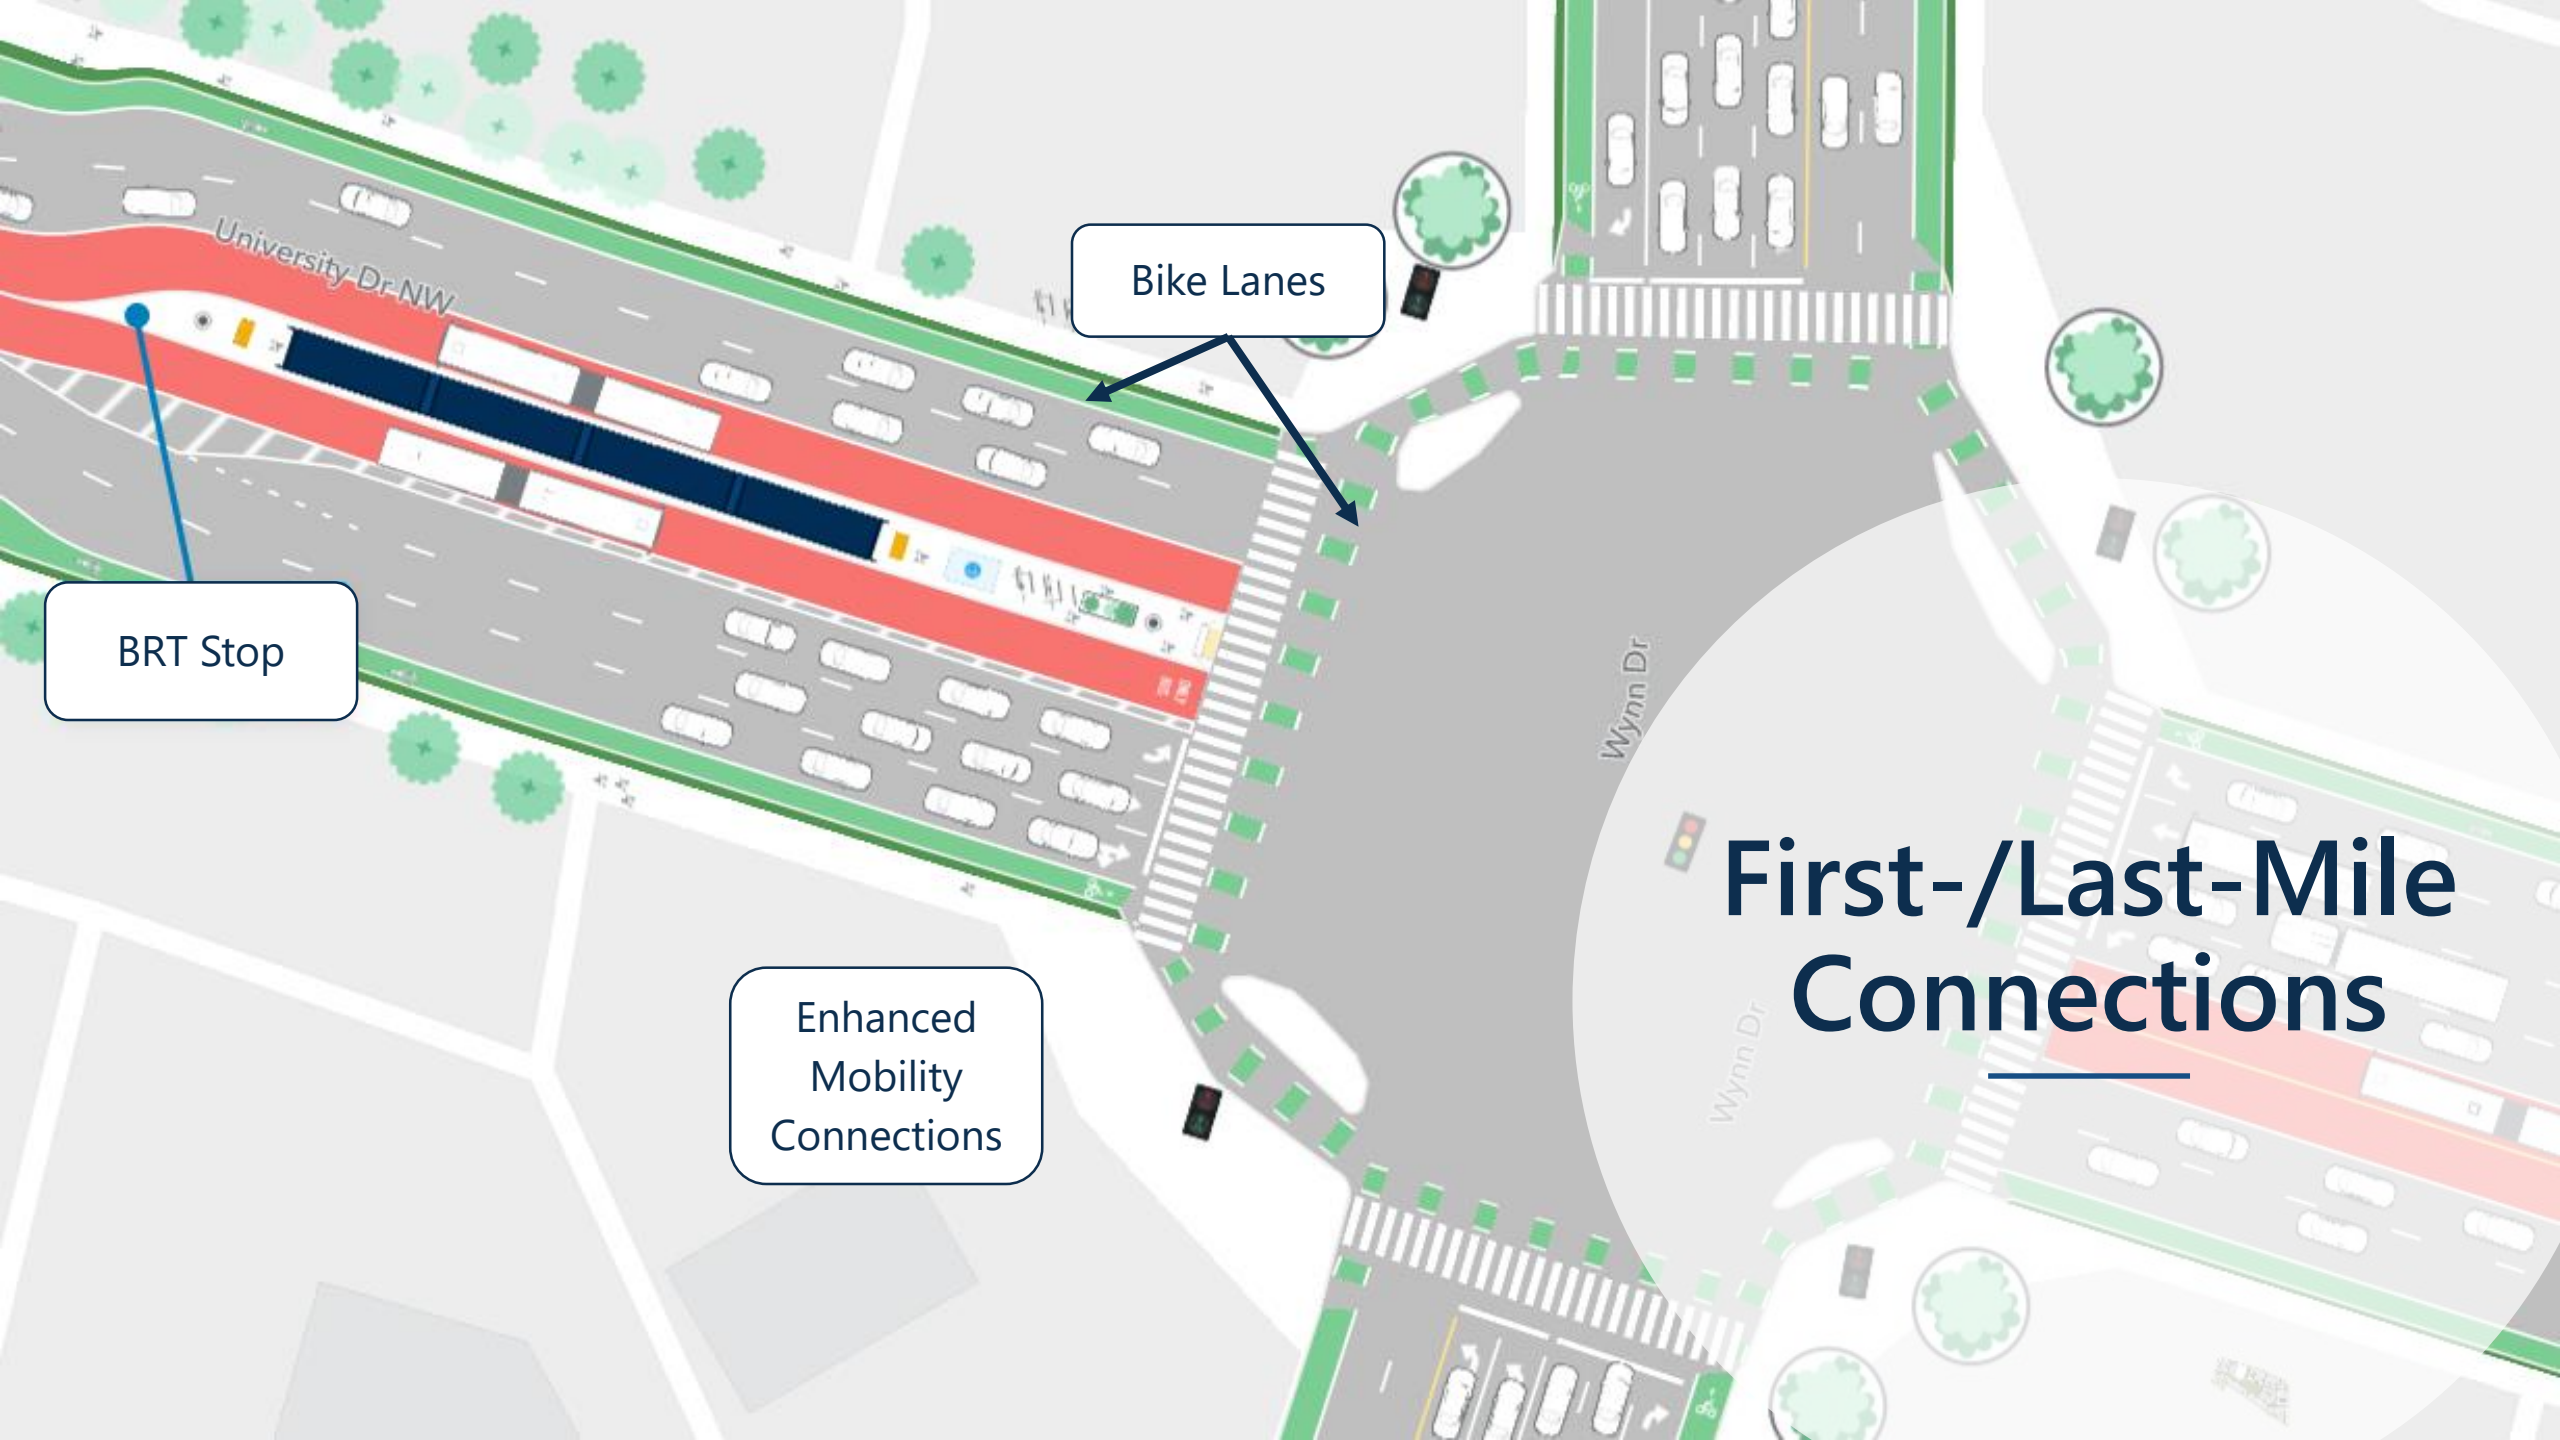 University Dr NW
Bike Lanes
BRT Stop
Wynn Dr
First-/Last-Mile
Connections
Enhanced
Mobility
Connections
Wynn Dr